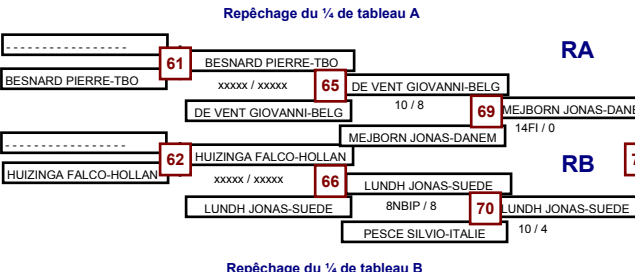 Repêchage du ¼ de tableau A
- - - - - - - - - - - - - - - - -
61
BESNARD PIERRE-TBO
BESNARD PIERRE-TBO
xxxxx / xxxxx
65
DE VENT GIOVANNI-BELG
DE VENT GIOVANNI-BELG
10 / 8
69
RA
MEJBORN JONAS-DANE
14FI / 0
MEJBORN JONAS-DANEM
- - - - - - - - - - - - - - - - -
62
HUIZINGA FALCO-HOLLAN
HUIZINGA FALCO-HOLLAN
xxxxx / xxxxx
66
LUNDH JONAS-SUEDE
LUNDH JONAS-SUEDE
8NBIP / 8
70
RB
7
LUNDH JONAS-SUEDE
10 / 4
PESCE SILVIO-ITALIE
Repêchage du ¼ de tableau B